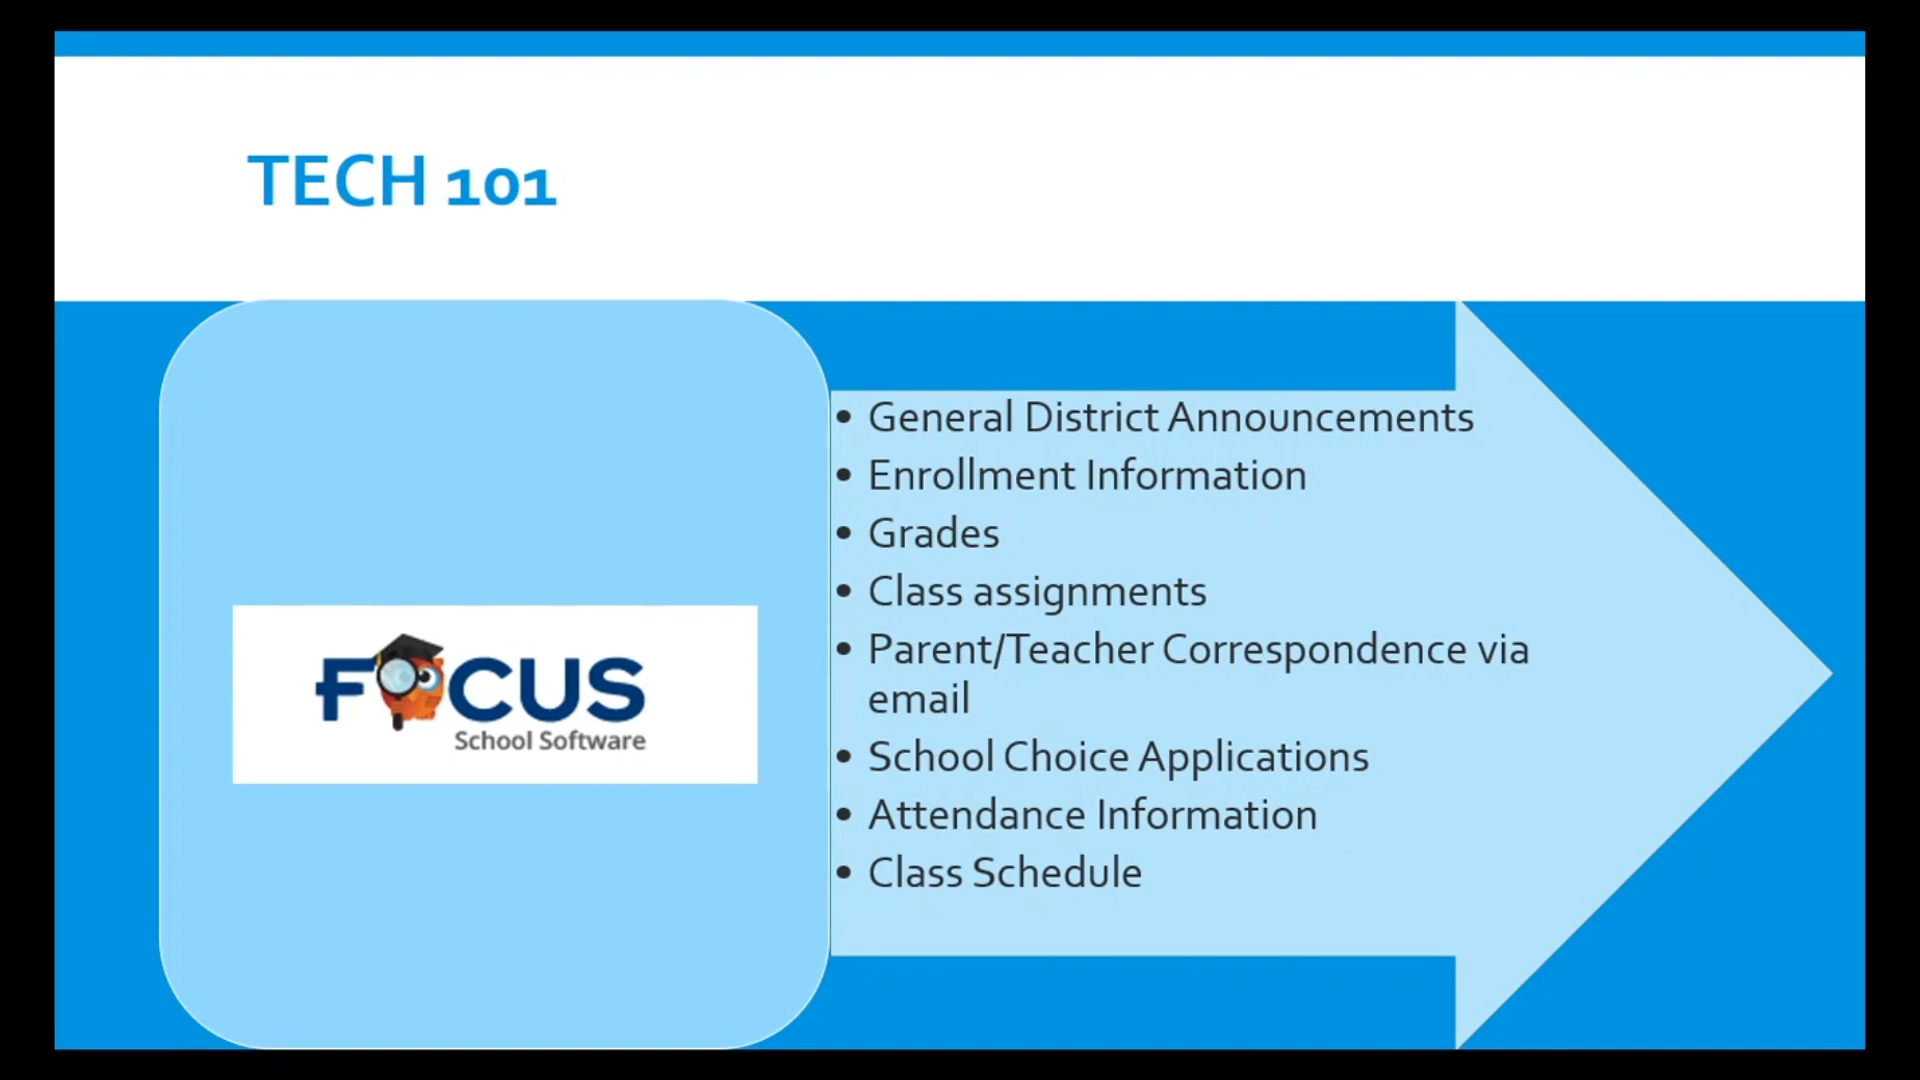 TECH 101
FOCUS
School Software
• General District Announcements
• Enrollment Information
• Grades
• Class assignments
• Parent/Teacher Correspondence via
email
• School Choice Applications
• Attendance Information
• Class Schedule